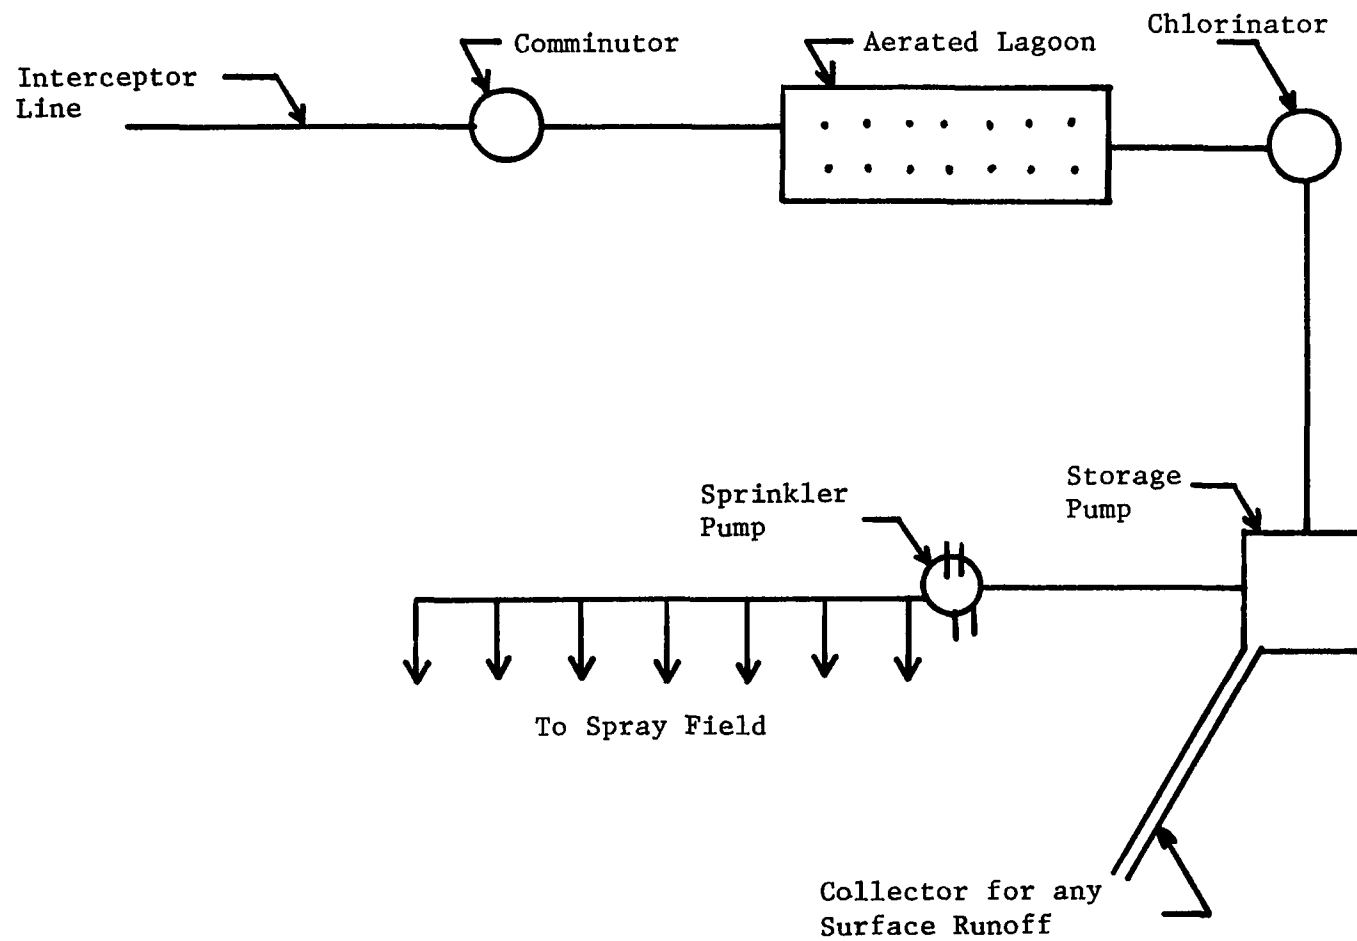 Interceptor
Line
Comminutor
Aerated Lagoon
Chlorinator
Sprinkler
Pump
Storage
Pump
To Spray Field
Collector for any
Surface Runoff